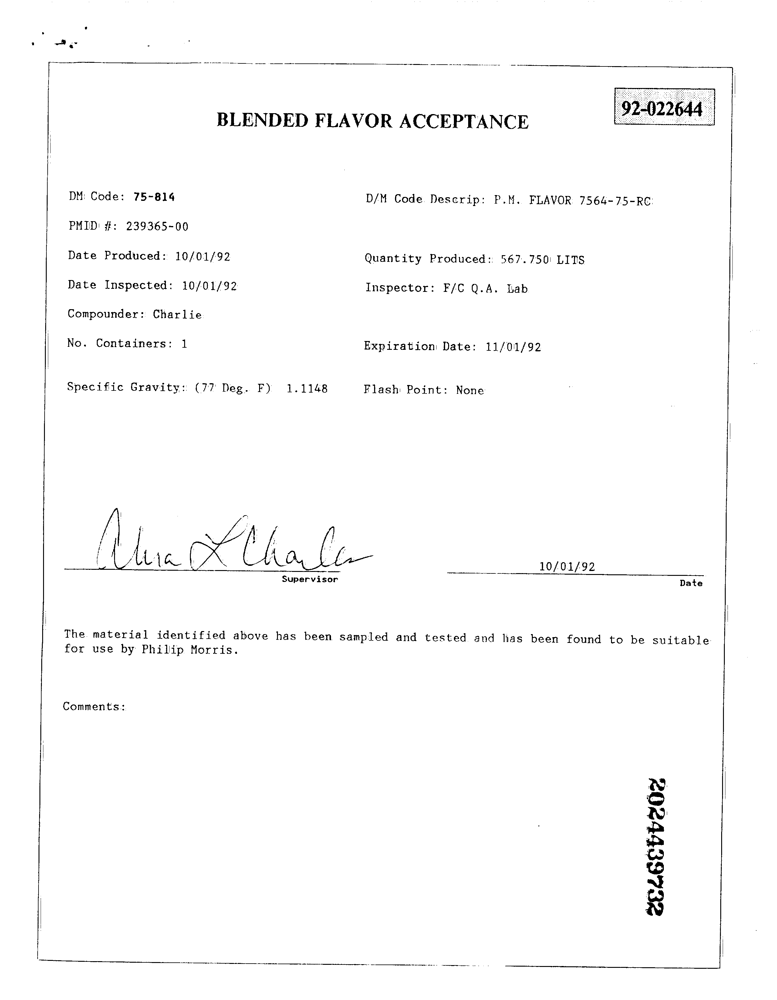 92-022644
BLENDED FLAVOR ACCEPTANCE
DM Code: 75-814
D/M Code Descrip: P.M. FLAVOR 7564-75-RC
PMID #: 239365-00
Date Produced: 10/01/92
Quantity Produced: 567.750 LITS
Date Inspected: 10/01/92
Inspector: F/C Q.A. Lab
Compounder: Charlie
No. Containers: 1
Expiration Date: 11/01/92
Specific Gravity: (77 Deg. F) 1.1148
Flash Point: None
L Charles
10/01/92
Supervisor
Date
The material identified above has been sampled and tested and has been found to be suitable
for use by Philip Morris.
Comments:
2024439732